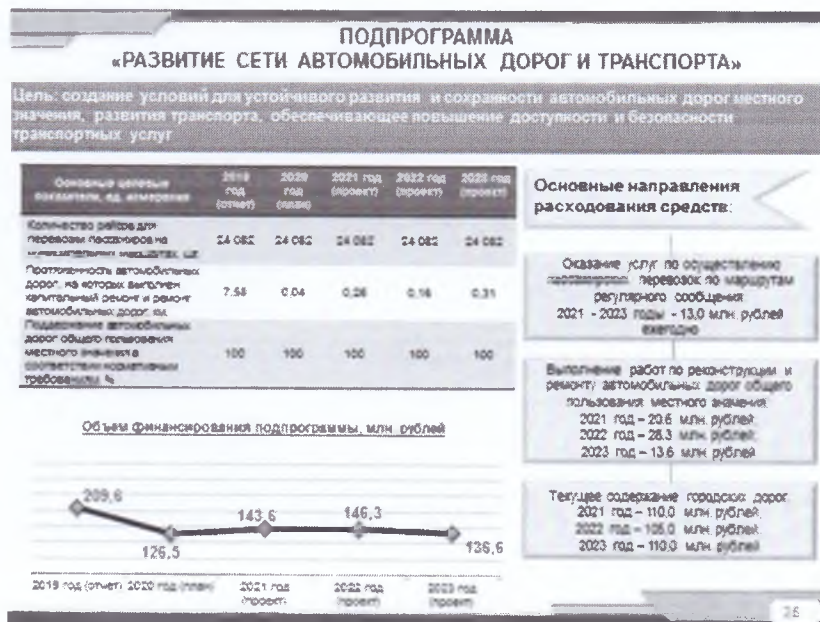 ПОДПРОГРАММА
«РАЗВИТИЕ СЕТИ АВТОМОБИЛЬНЫХ ДОРОГ И ТРАНСПОРТА»
Цель: создание условий для устойчивого развития и сохранности автомобильных дорог местного
значения, развития транспорта, обеспечивающее повышение доступности и безопасности
транспортных услуг
Основные целевые показатели, ед. измерения 2019 год (отчет) 2020 год (план) 2021 год (проект) 2022 год (проект) 2023 год (проект)
Количество рейсов для
перевозки пассажиров на
муниципальных маршрутах, шт 24 082 24 082 24 082 24 082 24 082
Протяженность автомобильных
дорог, на которых выполнен
капитальный ремонт и ремонт
автомобильных дорог, км. 7,58 0,04 0,26 0,16 0,31
Поддержание автомобильных
дорог общего пользования
местного значения в
соответствии нормативным
требованиям, % 100 100 100 100 100
Объем финансирования подпрограммы, млн. рублей
209,6
126,5
143,6
146,3
136,6
2019 год (отчет) 2020 год (план) 2021 год (проект) 2022 год (проект) 2023 год (проект)
Основные направления
расходования средств:
Оказание услуг по осуществлению
пассажирских перевозок по маршрутам
регулярного сообщения
2021 - 2023 годы - 13,0 млн. рублей
ежегодно
Выполнение работ по реконструкции и
ремонту автомобильных дорог общего
пользования местного значения
2021 год – 20,6 млн. рублей,
2022 год – 28,3 млн. рублей,
2023 год – 13,6 млн. рублей
Текущее содержание городских дорог
2021 год – 110,0 млн. рублей,
2022 год – 105,0 млн. рублей,
2023 год – 110,0 млн. рублей